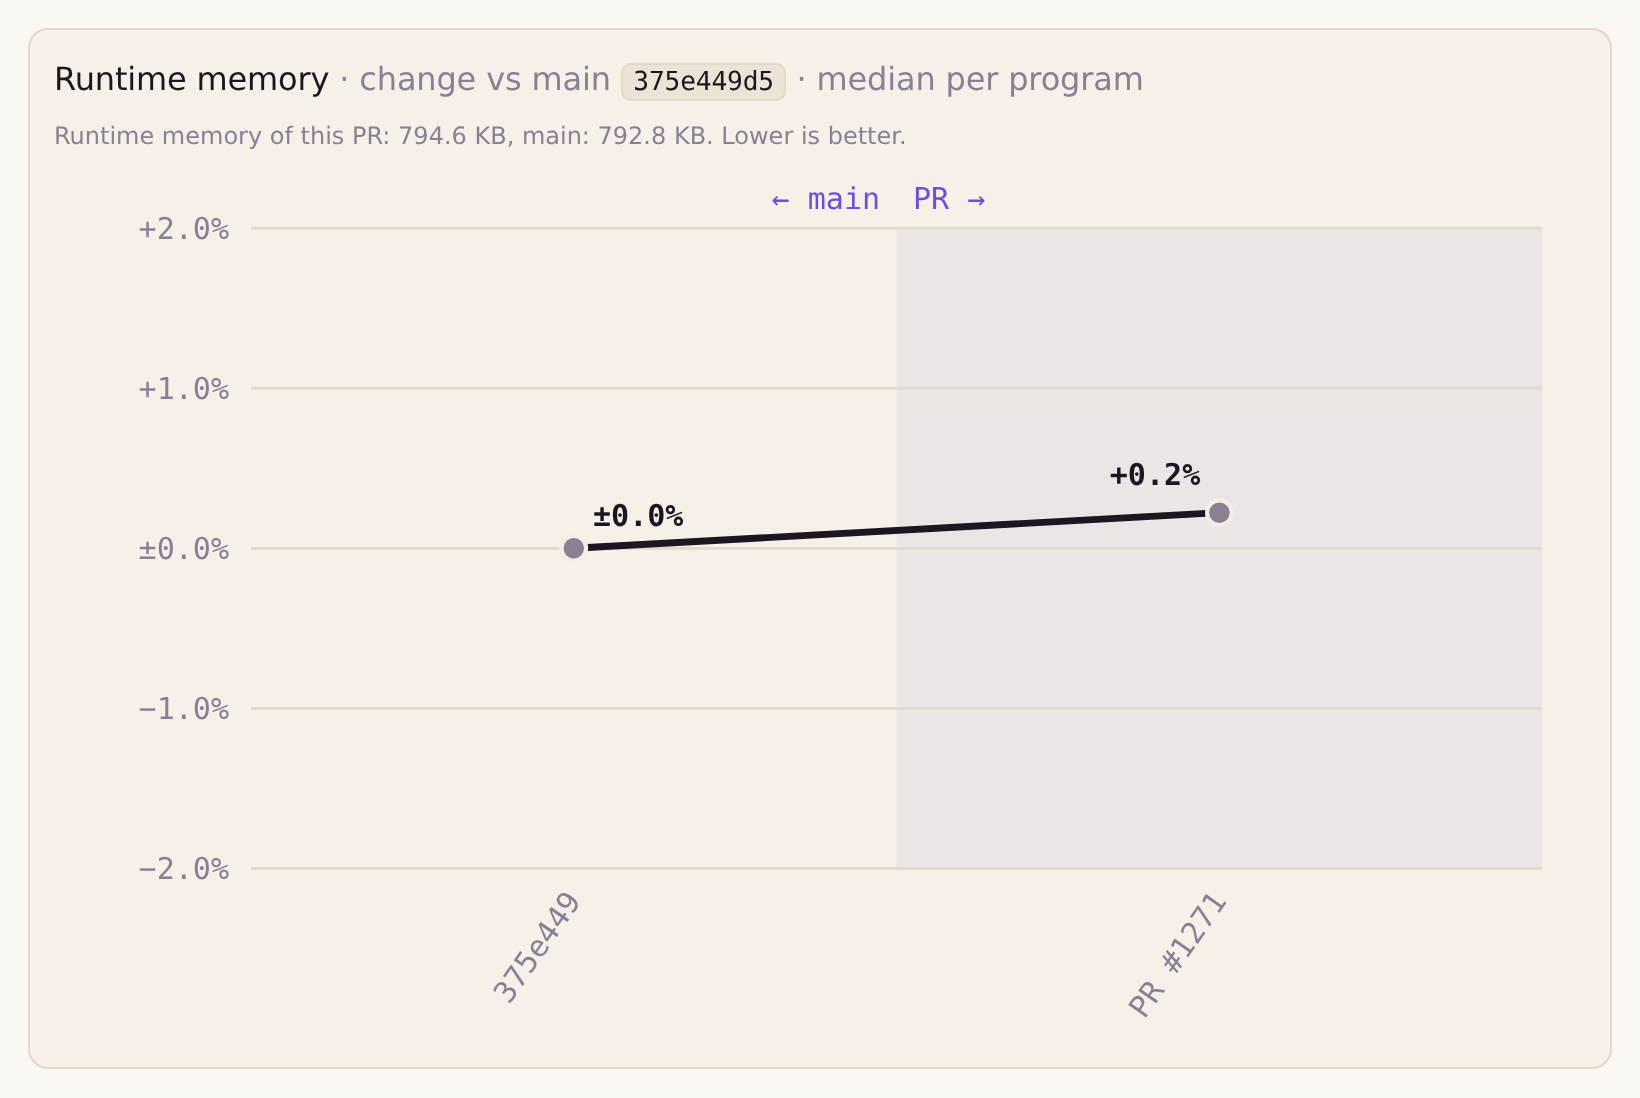 Runtime memory · change vs main 375e449d5 · median per program
Runtime memory of this PR: 794.6 KB, main: 792.8 KB. Lower is better.
← main PR →
+2.0%
+1.0%
+0.2%
±0.0%
±0.0%
−1.0%
−2.0%
375e449
PR #1271